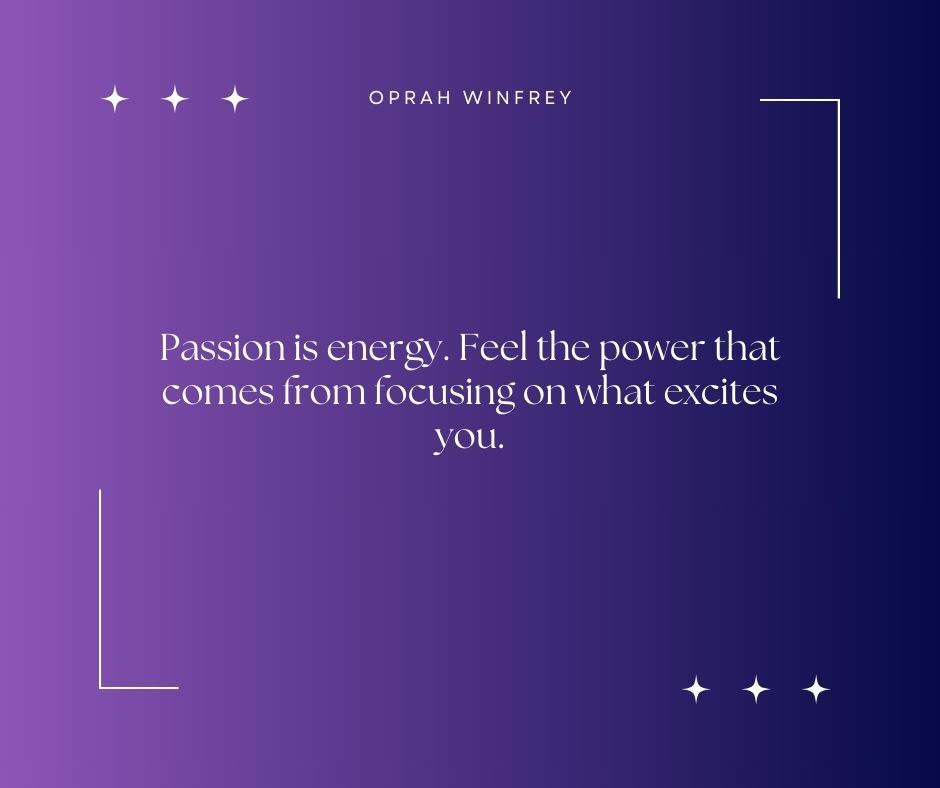 OPRAH WINFREY
Passion is energy. Feel the power that
comes from focusing on what excites
you.